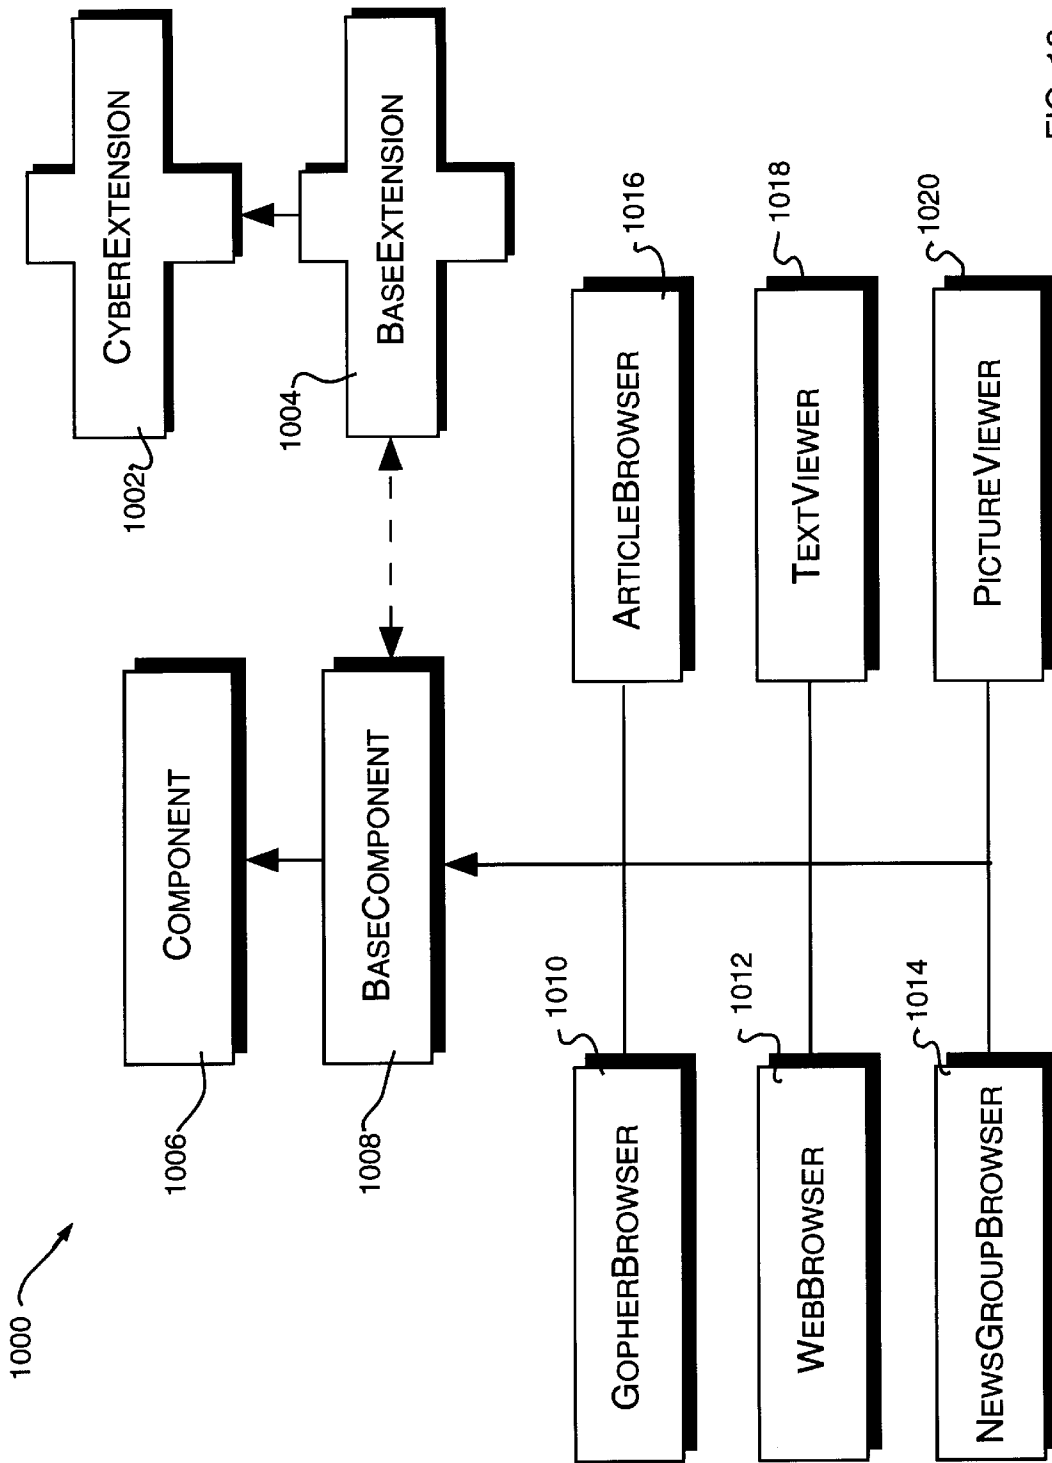 1000
1006
COMPONENT
1002
CYBEREXTENSION
1008
BASECOMPONENT
1004
BASEEXTENSION
1010
GOPHERBROWSER
ARTICLEBROWSER
1016
1012
WEBBROWSER
TEXTVIEWER
1018
1014
NEWSGROUPBROWSER
PICTUREVIEWER
1020